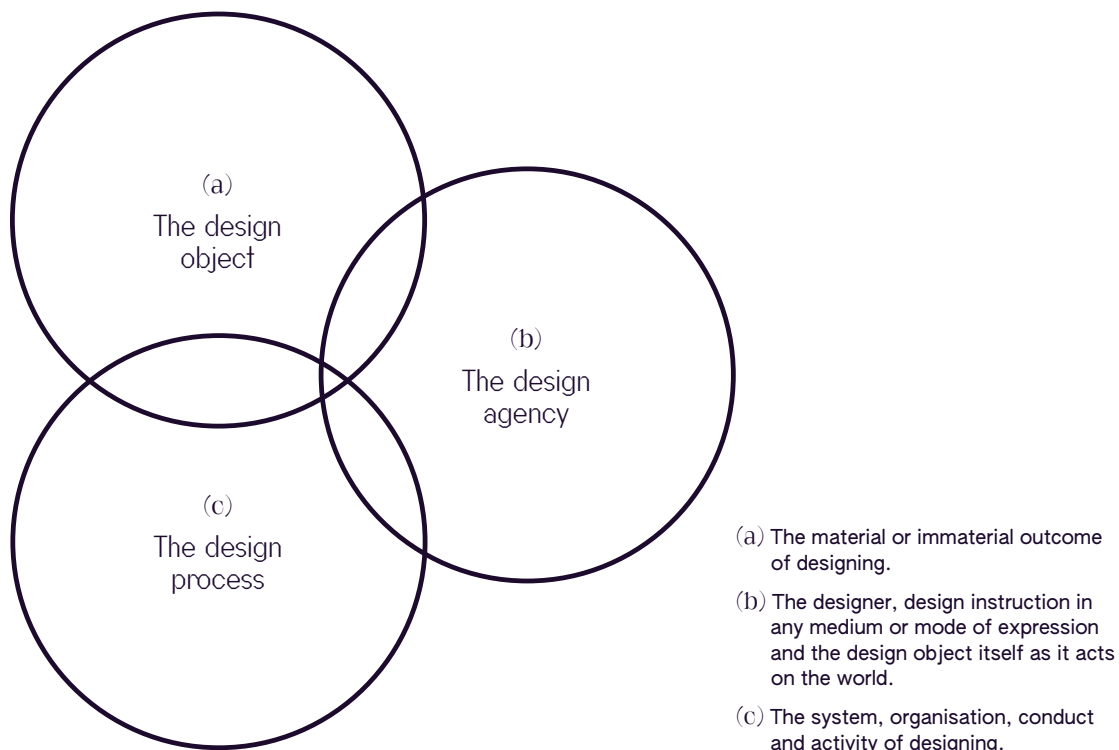 (a)
The design
object
(b)
The design
agency
(c)
The design
process
(a) The material or immaterial outcome
of designing.
(b) The designer, design instruction in
any medium or mode of expression
and the design object itself as it acts
on the world.
(c) The system, organisation, conduct
and activity of designing.